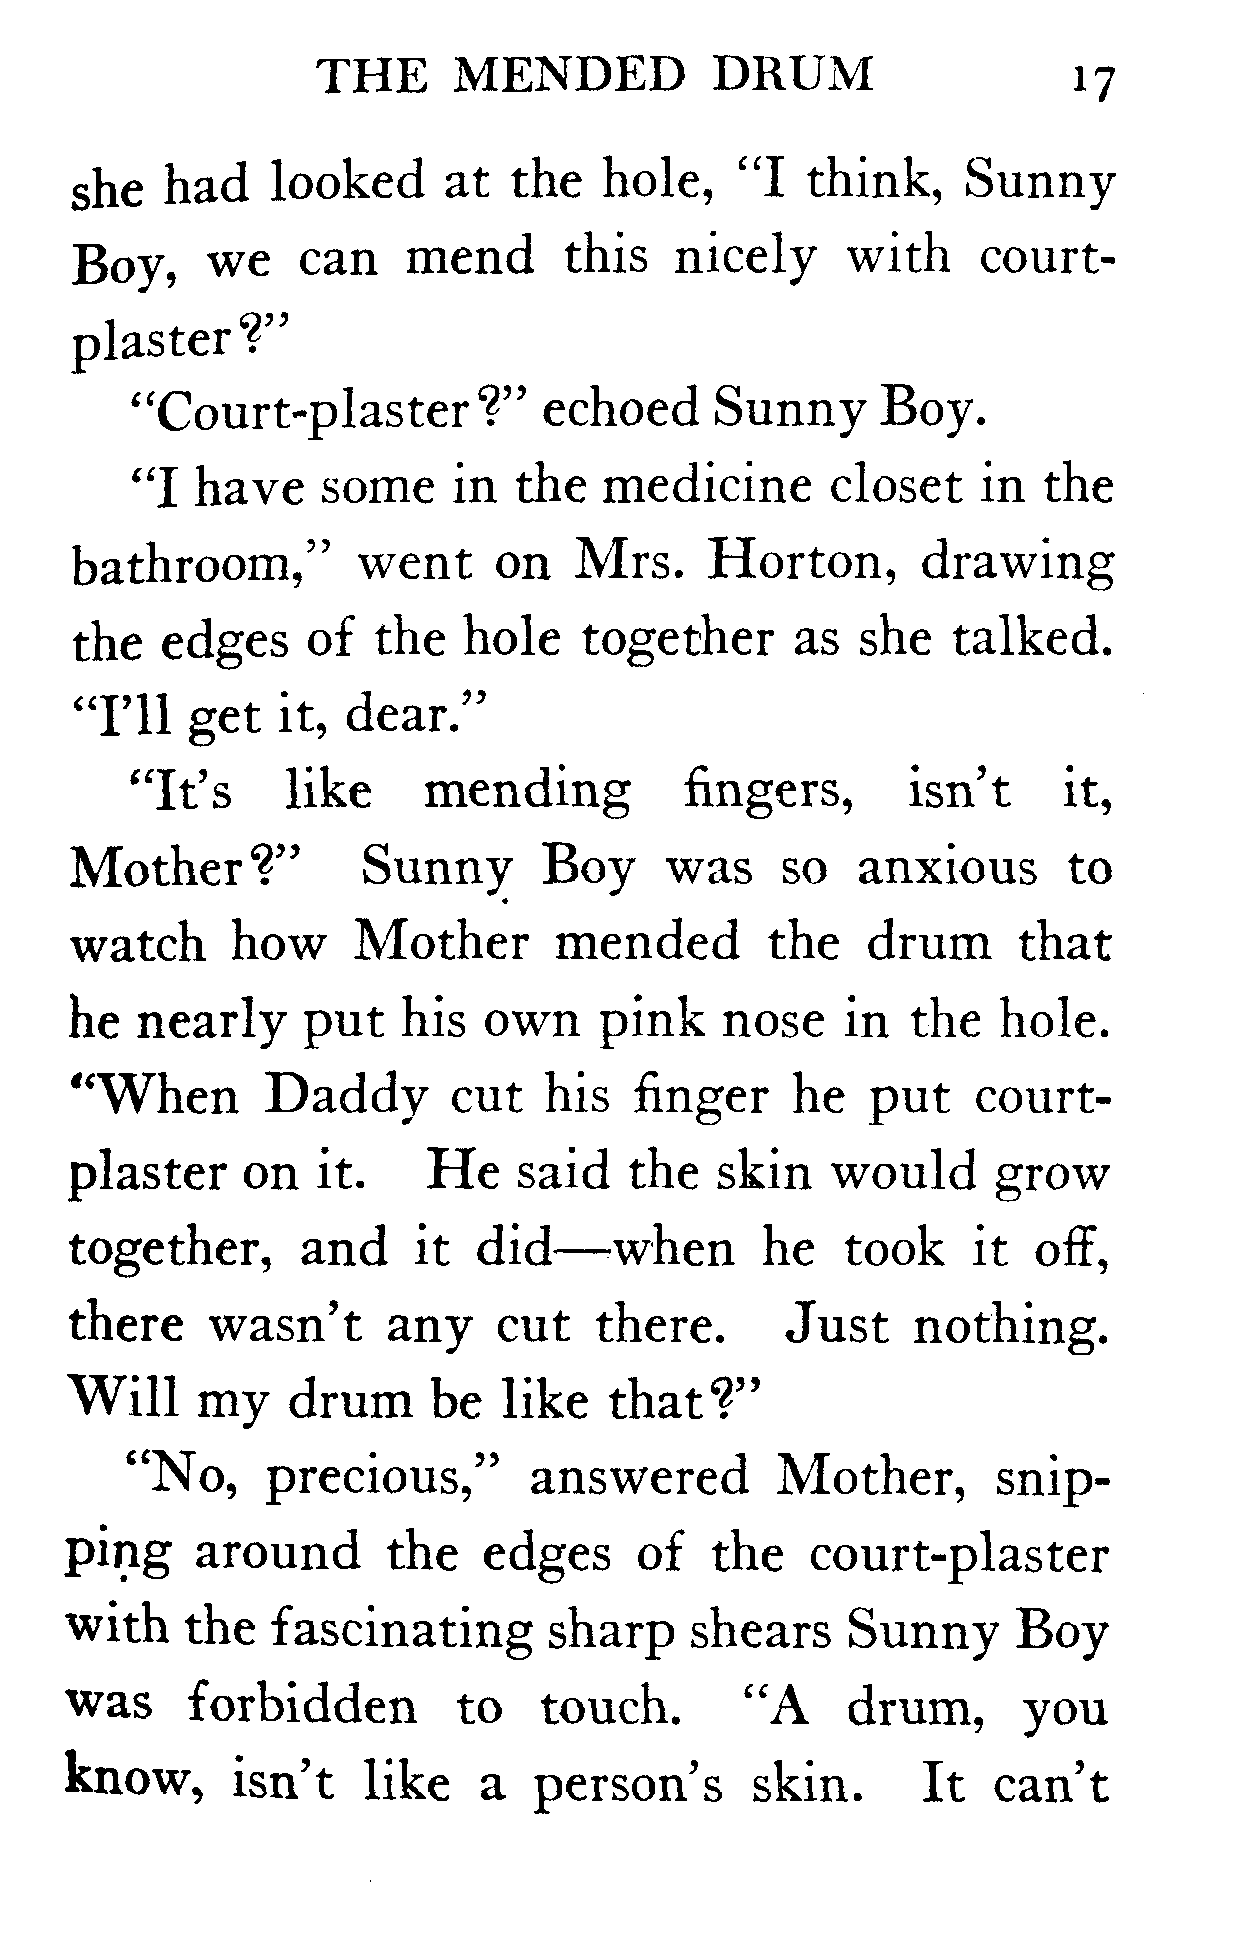 THE MENDED DRUM 17
she had looked at the hole, "I think, Sunny
Boy, we can mend this nicely with court-
plaster?"
"Court-plaster?" echoed Sunny Boy.
"I have some in the medicine closet in the
bathroom," went on Mrs. Horton, drawing
the edges of the hole together as she talked.
"I'll get it, dear."
"It's like mending fingers, isn't it,
Mother?" Sunny Boy was so anxious to
watch how Mother mended the drum that
he nearly put his own pink nose in the hole.
"When Daddy cut his finger he put court-
plaster on it. He said the skin would grow
together, and it did—when he took it off,
there wasn't any cut there. Just nothing.
Will my drum be like that?"
"No, precious," answered Mother, snip-
ping around the edges of the court-plaster
with the fascinating sharp shears Sunny Boy
was forbidden to touch. "A drum, you
know, isn't like a person's skin. It can't